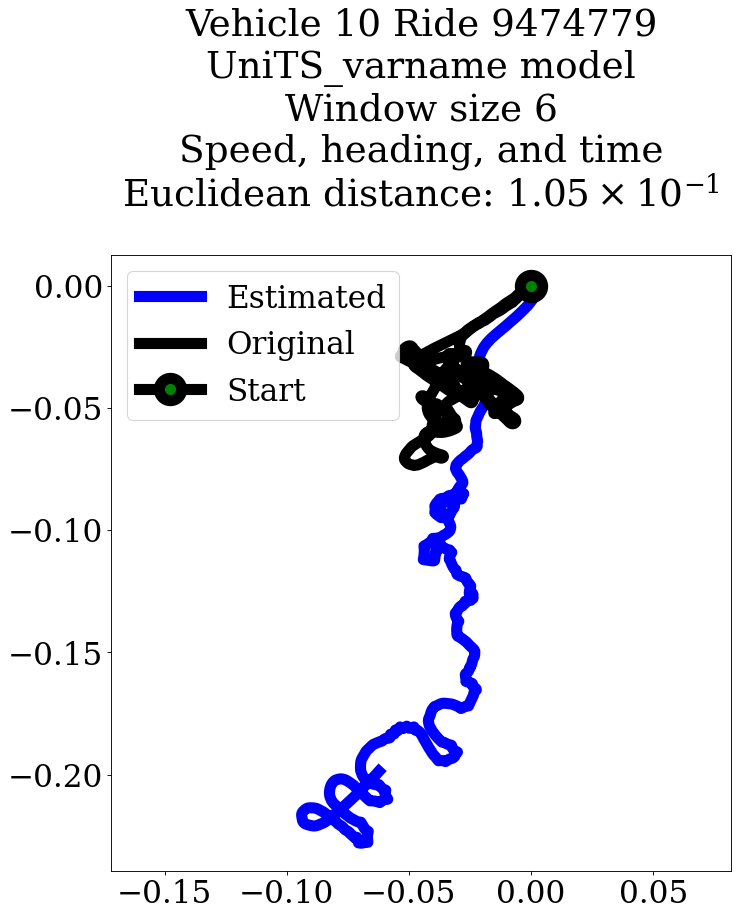 Vehicle 10 Ride 9474779
UniTS_varname model
Window size 6
Speed, heading, and time
Euclidean distance: 1.05 × 10⁻¹
Estimated
Original
Start
0.00
−0.05
−0.10
−0.15
−0.20
−0.15 −0.10 −0.05 0.00 0.05